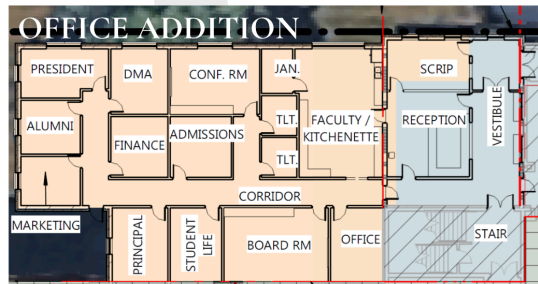 OFFICE ADDITION
PRESIDENT
DMA
CONF. RM
JAN.
SCRIP
ALUMNI
FINANCE
ADMISSIONS
TLT.
FACULTY /
KITCHENETTE
RECEPTION
VESTIBULE
TLT.
CORRIDOR
MARKETING
PRINCIPAL
STUDENT
LIFE
BOARD RM
OFFICE
STAIR